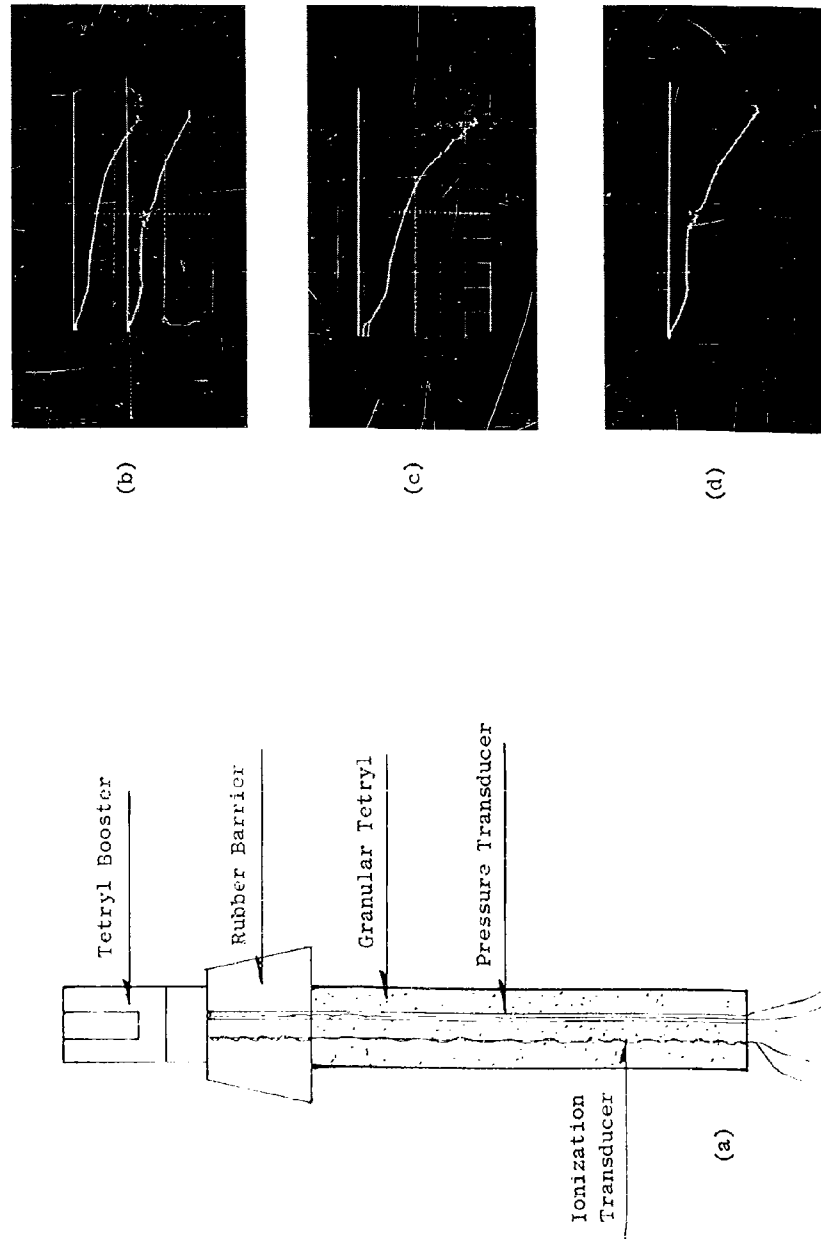 Tetryl Booster
Rubber Barrier
Granular Tetryl
Pressure Transducer
Ionization
Transducer
(a)
(b)
(c)
(d)